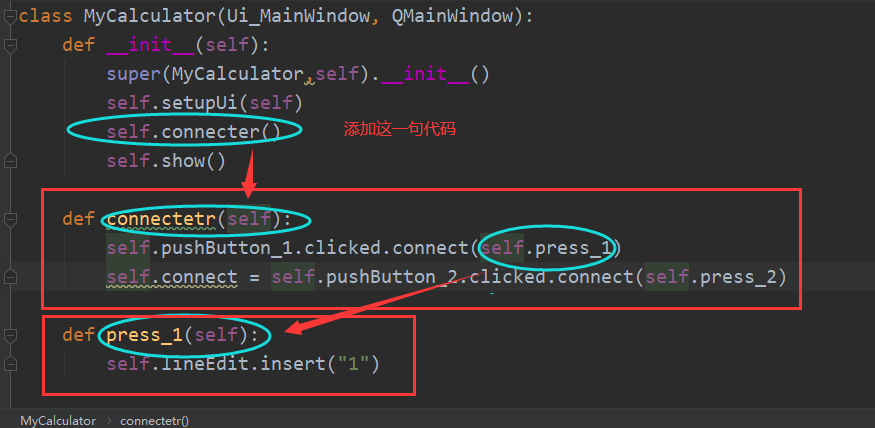 class MyCalculator(Ui_MainWindow, QMainWindow):
def __init__(self):
super(MyCalculator,self).__init__()
self.setupUi(self)
self.connecter() 添加这一句代码
self.show()
def connectetr(self):
self.pushButton_1.clicked.connect(self.press_1)
self.connect = self.pushButton_2.clicked.connect(self.press_2)
def press_1(self):
self.lineEdit.insert("1")
MyCalculator › connectetr()